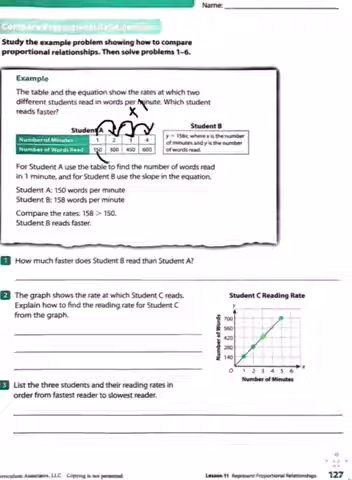 Name:
Compare Proportional Relationships
Study the example problem showing how to compare
proportional relationships. Then solve problems 1–6.
Example
The table and the equation show the rates at which two
different students read in words per minute. Which student
reads faster?
x
Student A
Number of Minutes 1 2 3 4
Number of Words Read 150 300 450 600
Student B
y = 158x, where x is the number
of minutes and y is the number
of words read.
For Student A use the table to find the number of words read
in 1 minute, and for Student B use the slope in the equation.
Student A: 150 words per minute
Student B: 158 words per minute
Compare the rates: 158 > 150.
Student B reads faster.
1 How much faster does Student B read than Student A?
2 The graph shows the rate at which Student C reads.
Explain how to find the reading rate for Student C
from the graph.
Student C Reading Rate
y
Number of Words
700
560
420
280
140
O 1 2 3 4 5 6 x
Number of Minutes
3 List the three students and their reading rates in
order from fastest reader to slowest reader.
Associates, LLC Copying is not permitted.
Lesson 11 Represent Proportional Relationships 127